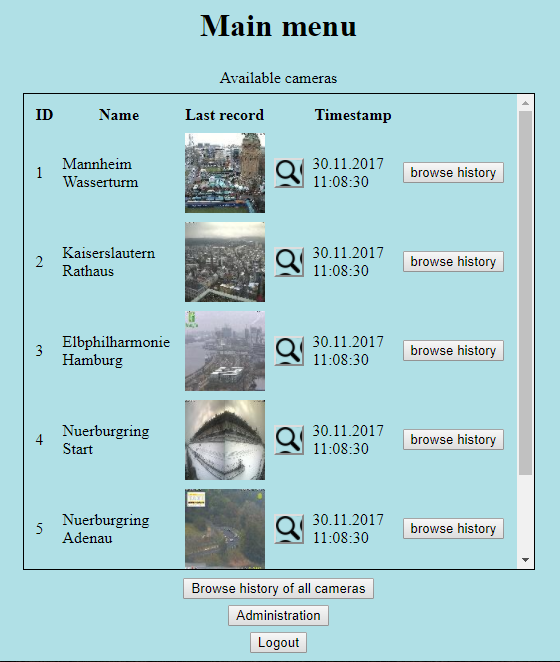 Main menu
Available cameras
ID Name Last record Timestamp
1 Mannheim Wasserturm 30.11.2017 11:08:30 browse history
2 Kaiserslautern Rathaus 30.11.2017 11:08:30 browse history
3 Elbphilharmonie Hamburg 30.11.2017 11:08:30 browse history
4 Nuerburgring Start 30.11.2017 11:08:30 browse history
5 Nuerburgring Adenau 30.11.2017 11:08:30 browse history
Browse history of all cameras
Administration
Logout